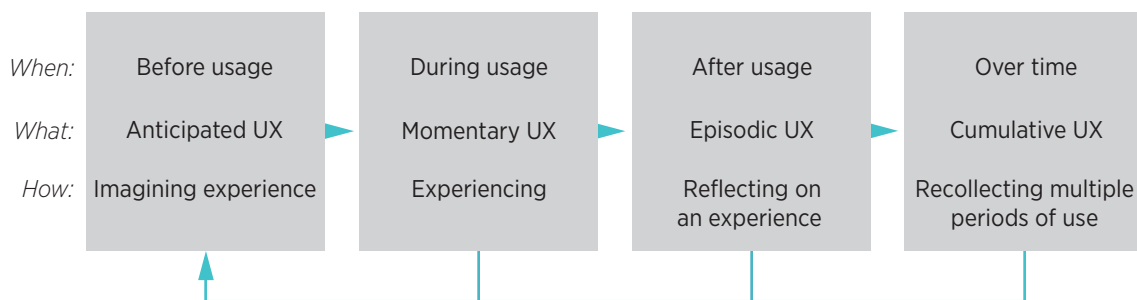 When: Before usage During usage After usage Over time
What: Anticipated UX Momentary UX Episodic UX Cumulative UX
How: Imagining experience Experiencing Reflecting on Recollecting multiple
an experience periods of use